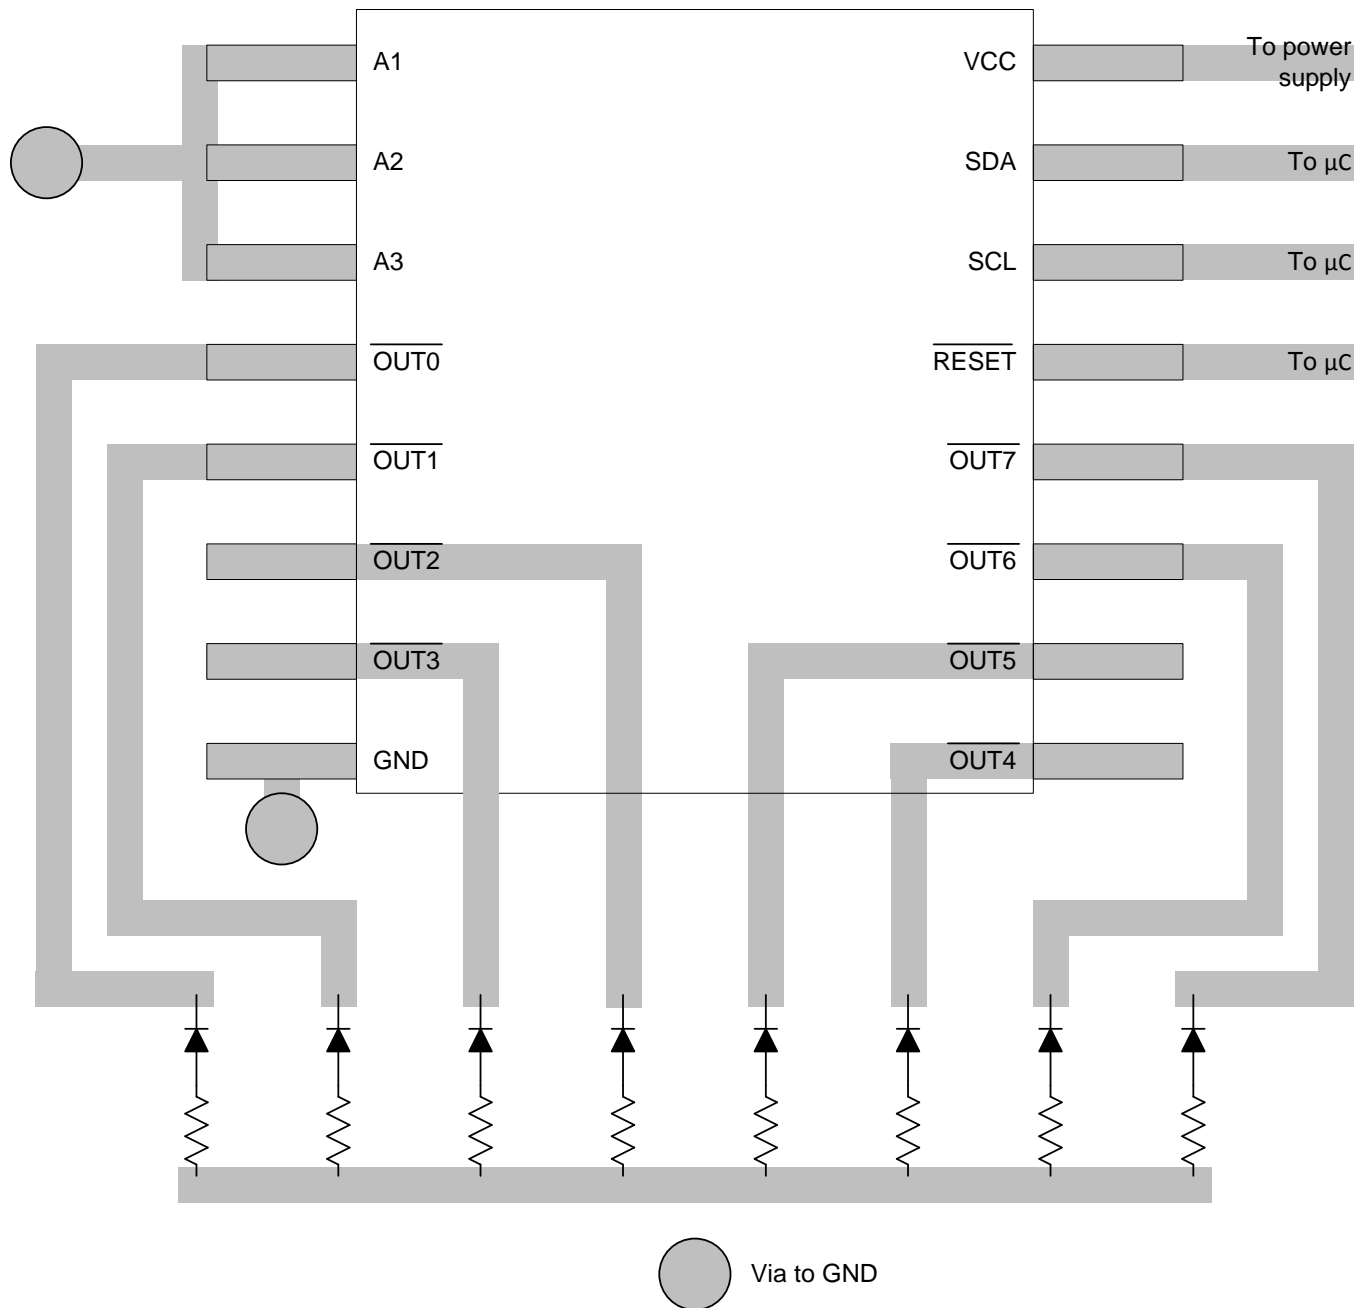 A1
A2
A3
OUT0
OUT1
OUT2
OUT3
GND
VCC
SDA
SCL
RESET
OUT7
OUT6
OUT5
OUT4
To power
supply
To μC
To μC
To μC
Via to GND